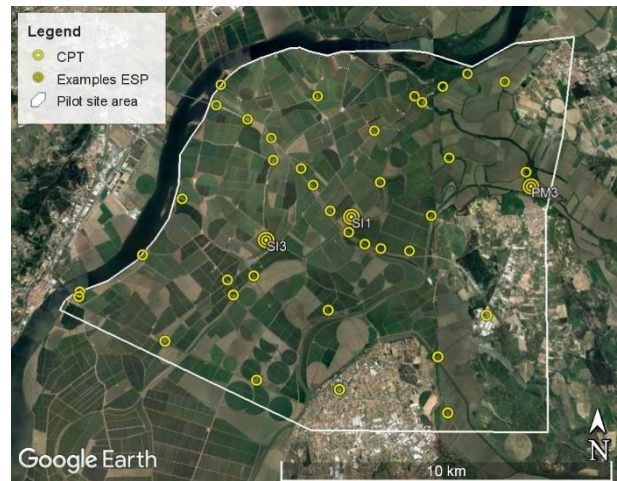 Legend
CPT
Examples ESP
Pilot site area
PM3
SI1
SI3
N
Google Earth
10 km